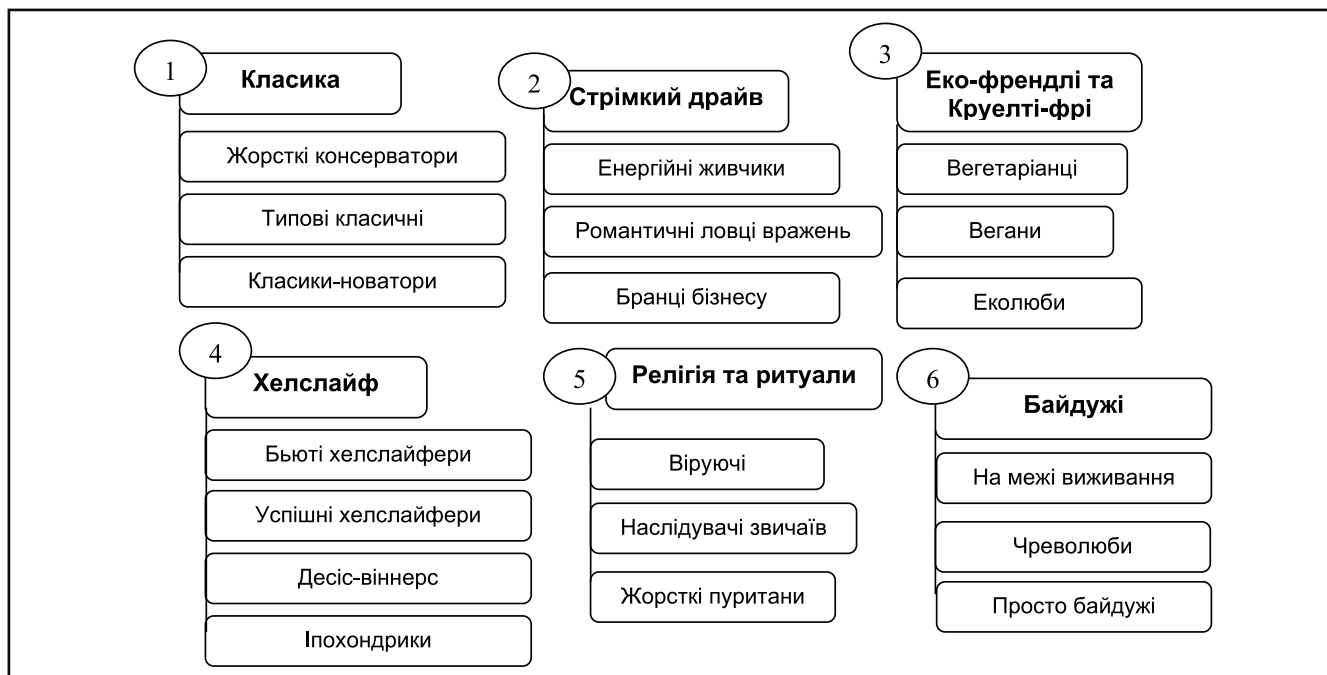 1
Класика
Жорсткі консерватори
Типові класичні
Класики-новатори
2
Стрімкий драйв
Енергійні живчики
Романтичні ловці вражень
Бранці бізнесу
3
Еко-френдлі та
Круелті-фрі
Вегетаріанці
Вегани
Еколюби
4
Хелслайф
Бьюті хелслайфери
Успішні хелслайфери
Десіс-віннерс
Іпохондрики
5
Релігія та ритуали
Віруючі
Наслідувачі звичаїв
Жорсткі пуритани
6
Байдужі
На межі виживання
Чреволюби
Просто байдужі